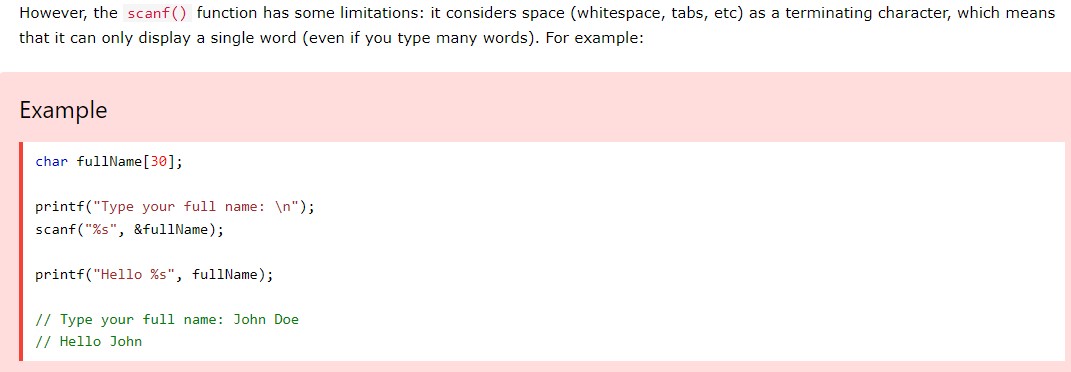 However, the scanf() function has some limitations: it considers space (whitespace, tabs, etc) as a terminating character, which means
that it can only display a single word (even if you type many words). For example:
Example
char fullName[30];
printf("Type your full name: \n");
scanf("%s", &fullName);
printf("Hello %s", fullName);
// Type your full name: John Doe
// Hello John